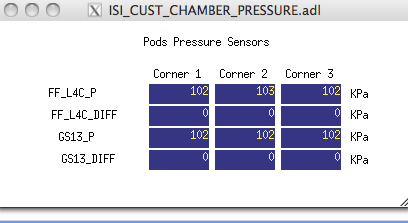 ISI_CUST_CHAMBER_PRESSURE.adl
Pods Pressure Sensors
Corner 1 Corner 2 Corner 3
FF_L4C_P 102 103 102 KPa
FF_L4C_DIFF 0 0 0 KPa
GS13_P 102 102 102 KPa
GS13_DIFF 0 0 0 KPa